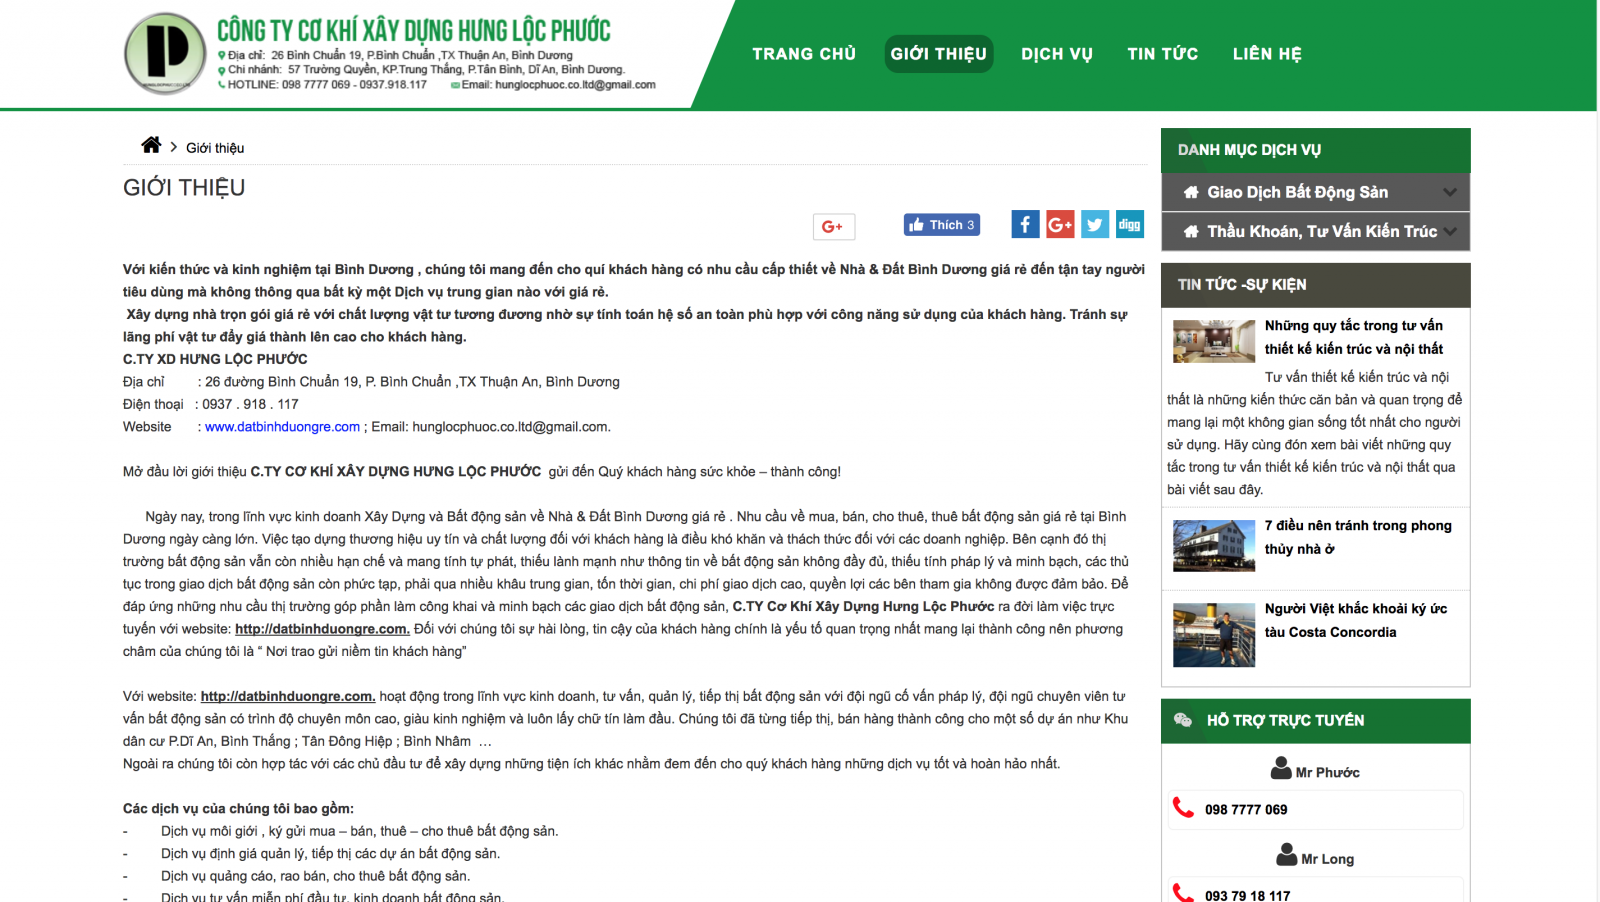 CÔNG TY CƠ KHÍ XÂY DỰNG HƯNG LỘC PHƯỚC
Địa chỉ: 26 Bình Chuẩn 19, P.Bình Chuẩn ,TX Thuận An, Bình Dương
Chi nhánh: 57 Trường Quyền, KP.Trung Thắng, P.Tân Bình, Dĩ An, Bình Dương.
HOTLINE: 098 7777 069 - 0937.918.117 Email: hunglocphuoc.co.ltd@gmail.com
TRANG CHỦ GIỚI THIỆU DỊCH VỤ TIN TỨC LIÊN HỆ
Giới thiệu
GIỚI THIỆU
G+ Thích 3 f G+ digg
Với kiến thức và kinh nghiệm tại Bình Dương , chúng tôi mang đến cho quí khách hàng có nhu cầu cấp thiết về Nhà & Đất Bình Dương giá rẻ đến tận tay người
tiêu dùng mà không thông qua bất kỳ một Dịch vụ trung gian nào với giá rẻ.
Xây dựng nhà trọn gói giá rẻ với chất lượng vật tư tương đương nhờ sự tính toán hệ số an toàn phù hợp với công năng sử dụng của khách hàng. Tránh sự
lãng phí vật tư đẩy giá thành lên cao cho khách hàng.
C.TY XD HƯNG LỘC PHƯỚC
Địa chỉ : 26 đường Bình Chuẩn 19, P. Bình Chuẩn ,TX Thuận An, Bình Dương
Điện thoại : 0937 . 918 . 117
Website : www.datbinhduongre.com ; Email: hunglocphuoc.co.ltd@gmail.com.
Mở đầu lời giới thiệu C.TY CƠ KHÍ XÂY DỰNG HƯNG LỘC PHƯỚC gửi đến Quý khách hàng sức khỏe – thành công!
Ngày nay, trong lĩnh vực kinh doanh Xây Dựng và Bất động sản về Nhà & Đất Bình Dương giá rẻ . Nhu cầu về mua, bán, cho thuê, thuê bất động sản giá rẻ tại Bình
Dương ngày càng lớn. Việc tạo dựng thương hiệu uy tín và chất lượng đối với khách hàng là điều khó khăn và thách thức đối với các doanh nghiệp. Bên cạnh đó thị
trường bất động sản vẫn còn nhiều hạn chế và mang tính tự phát, thiếu lành mạnh như thông tin về bất động sản không đầy đủ, thiếu tính pháp lý và minh bạch, các thủ
tục trong giao dịch bất động sản còn phức tạp, phải qua nhiều khâu trung gian, tốn thời gian, chi phí giao dịch cao, quyền lợi các bên tham gia không được đảm bảo. Để
đáp ứng những nhu cầu thị trường góp phần làm công khai và minh bạch các giao dịch bất động sản, C.TY Cơ Khí Xây Dựng Hưng Lộc Phước ra đời làm việc trực
tuyến với website: http://datbinhduongre.com. Đối với chúng tôi sự hài lòng, tin cậy của khách hàng chính là yếu tố quan trọng nhất mang lại thành công nên phương
châm của chúng tôi là “ Nơi trao gửi niềm tin khách hàng”
Với website: http://datbinhduongre.com. hoạt động trong lĩnh vực kinh doanh, tư vấn, quản lý, tiếp thị bất động sản với đội ngũ cố vấn pháp lý, đội ngũ chuyên viên tư
vấn bất động sản có trình độ chuyên môn cao, giàu kinh nghiệm và luôn lấy chữ tín làm đầu. Chúng tôi đã từng tiếp thị, bán hàng thành công cho một số dự án như Khu
dân cư P.Dĩ An, Bình Thắng ; Tân Đông Hiệp ; Bình Nhâm …
Ngoài ra chúng tôi còn hợp tác với các chủ đầu tư để xây dựng những tiện ích khác nhằm đem đến cho quý khách hàng những dịch vụ tốt và hoàn hảo nhất.
Các dịch vụ của chúng tôi bao gồm:
- Dịch vụ môi giới , ký gửi mua – bán, thuê – cho thuê bất động sản.
- Dịch vụ định giá quản lý, tiếp thị các dự án bất động sản.
- Dịch vụ quảng cáo, rao bán, cho thuê bất động sản.
- Dịch vụ tư vấn miễn phí đầu tư, kinh doanh bất động sản.
DANH MỤC DỊCH VỤ
Giao Dịch Bất Động Sản
Thầu Khoán, Tư Vấn Kiến Trúc
TIN TỨC -SỰ KIỆN
Những quy tắc trong tư vấn
thiết kế kiến trúc và nội thất
Tư vấn thiết kế kiến trúc và nội
thất là những kiến thức căn bản và quan trọng để
mang lại một không gian sống tốt nhất cho người
sử dụng. Hãy cùng đón xem bài viết những quy
tắc trong tư vấn thiết kế kiến trúc và nội thất qua
bài viết sau đây.
7 điều nên tránh trong phong
thủy nhà ở
Người Việt khắc khoải ký ức
tàu Costa Concordia
HỖ TRỢ TRỰC TUYẾN
Mr Phước
098 7777 069
Mr Long
093 79 18 117